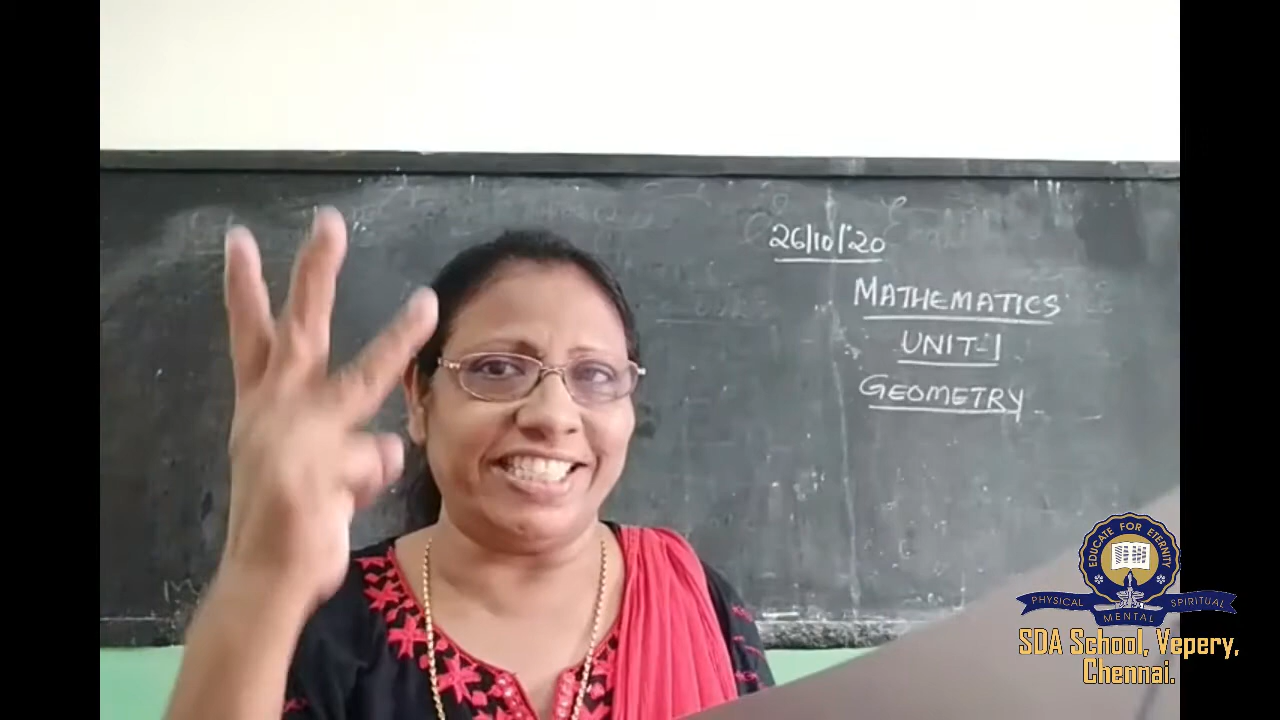 26/10/'20
MATHEMATICS
UNIT-1
GEOMETRY
EDUCATE FOR ETERNITY
PHYSICAL
MENTAL
SPIRITUAL
SDA School, Vepery,
Chennai.